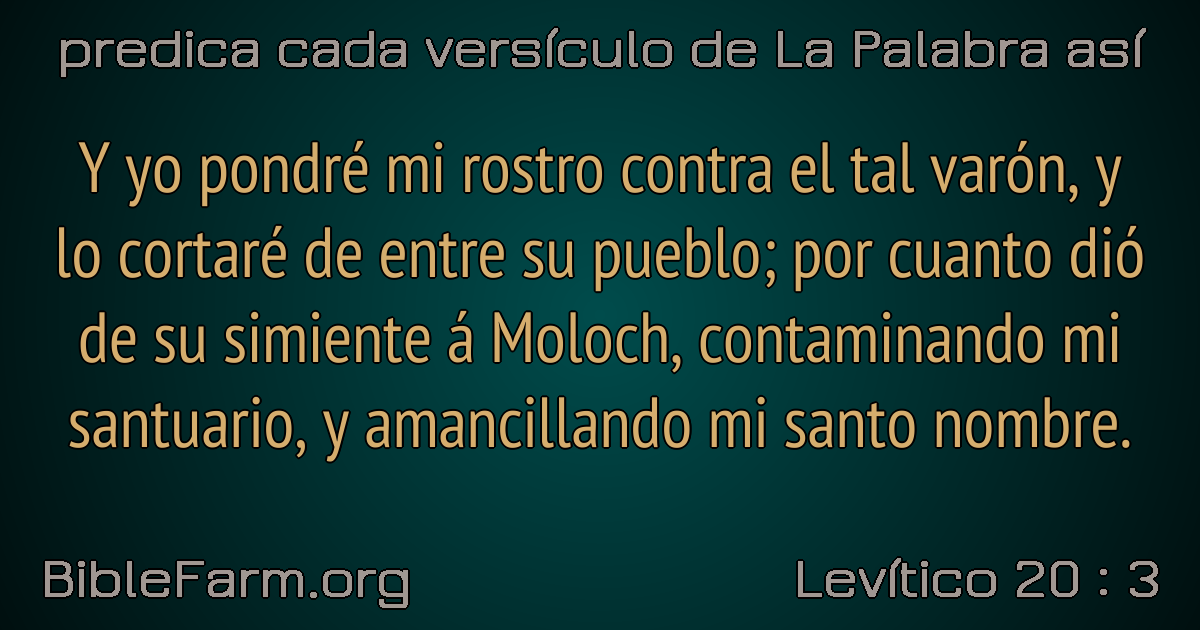 predica cada versículo de La Palabra así
Y yo pondré mi rostro contra el tal varón, y
lo cortaré de entre su pueblo; por cuanto dió
de su simiente á Moloch, contaminando mi
santuario, y amancillando mi santo nombre.
BibleFarm.org
Levítico 20 : 3